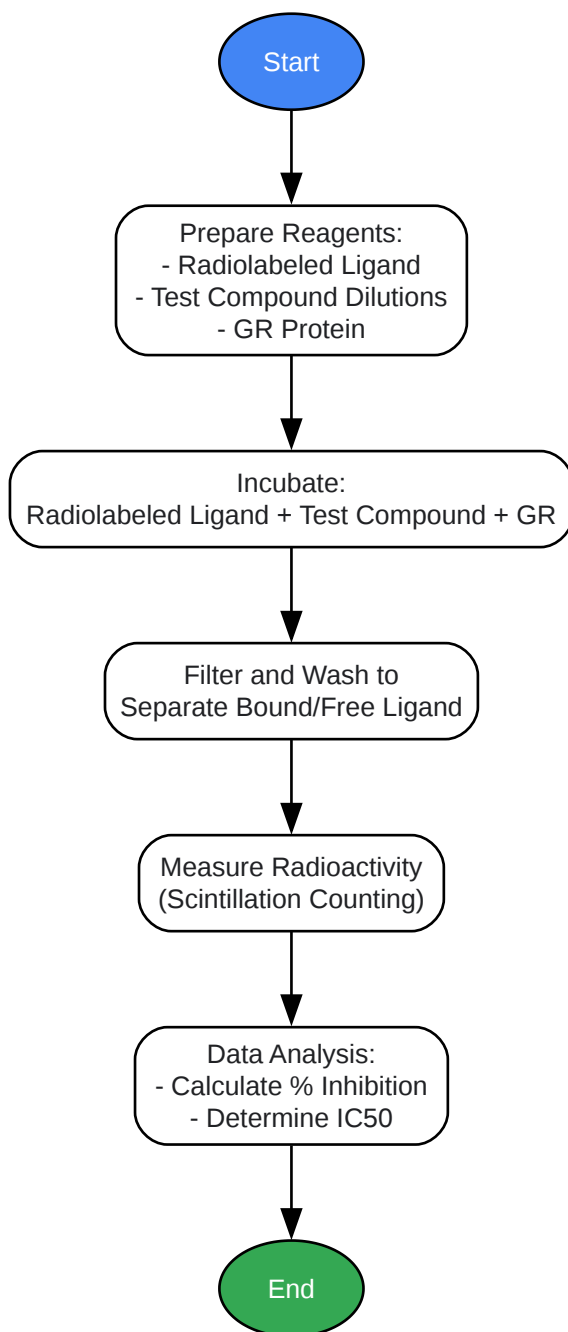 Start
Prepare Reagents:
- Radiolabeled Ligand
- Test Compound Dilutions
- GR Protein
Incubate:
Radiolabeled Ligand + Test Compound + GR
Filter and Wash to
Separate Bound/Free Ligand
Measure Radioactivity
(Scintillation Counting)
Data Analysis:
- Calculate % Inhibition
- Determine IC50
End